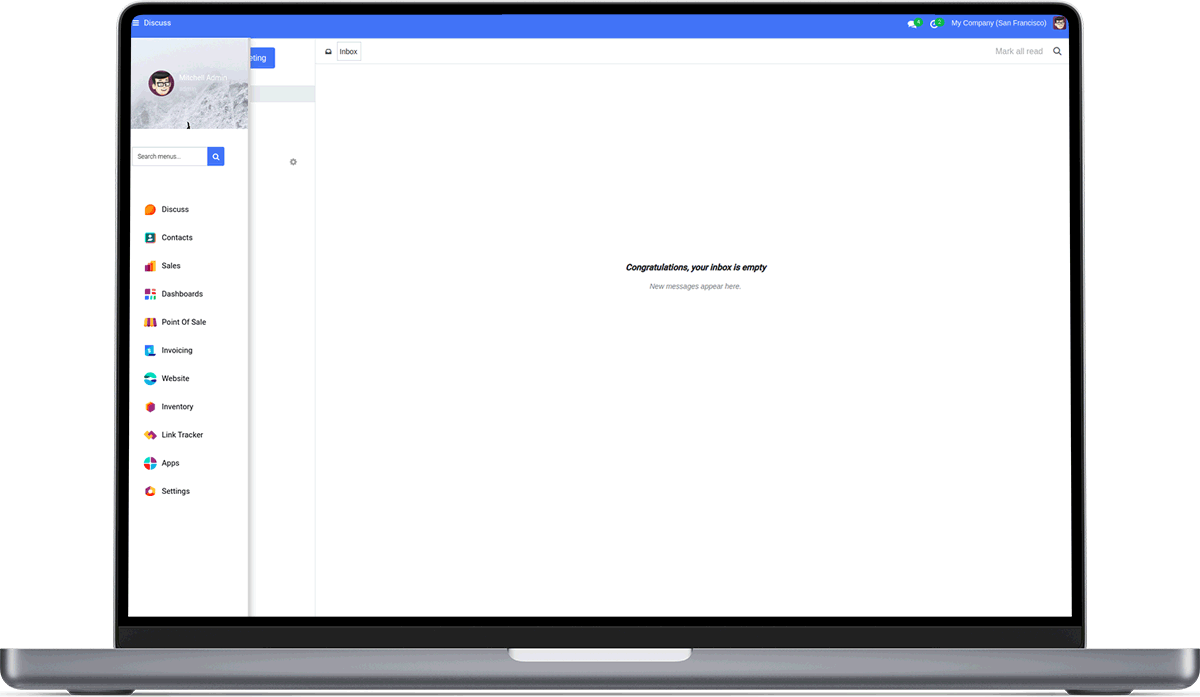 Discuss
4
2
My Company (San Francisco)
Mitchell Admin
eting
Inbox
Mark all read
Search menus...
Discuss
Contacts
Sales
Dashboards
Point Of Sale
Invoicing
Website
Inventory
Link Tracker
Apps
Settings
Congratulations, your inbox is empty
New messages appear here.